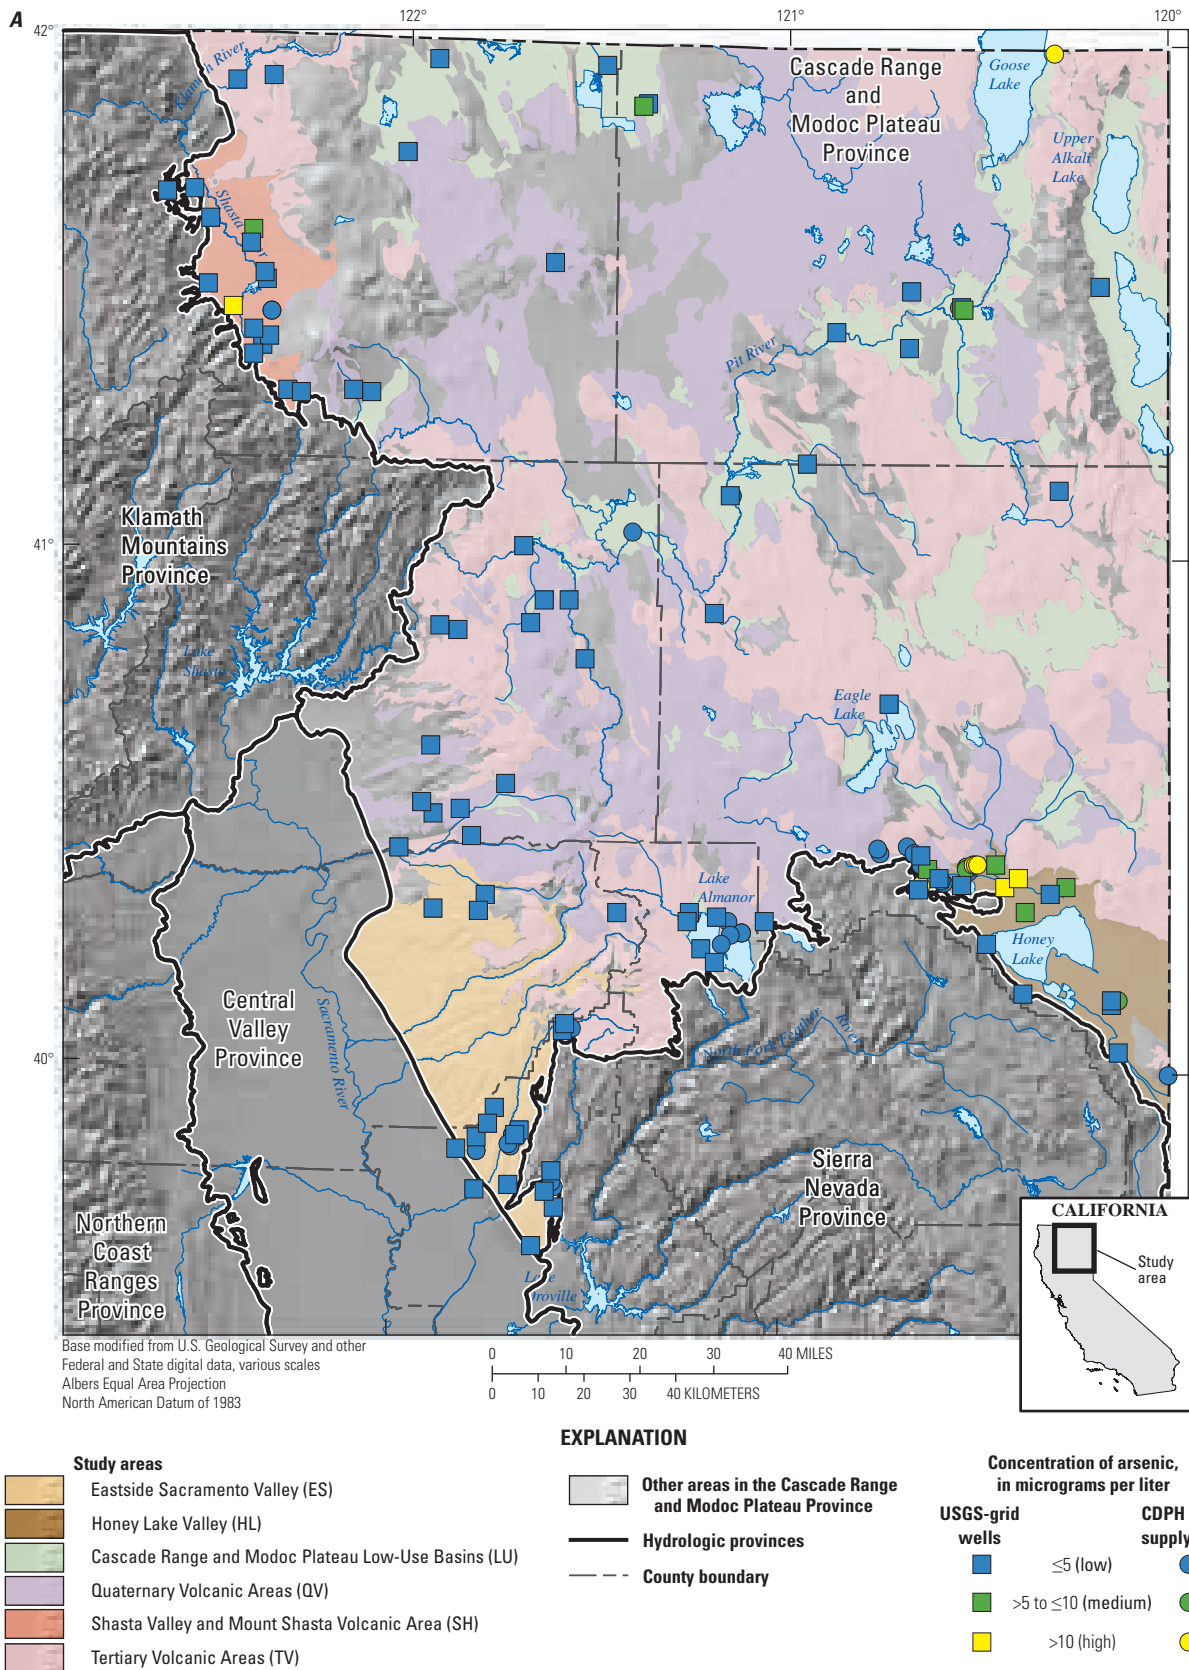 A
122°
121°
120°
42°
Klamath River
Cascade Range
and
Modoc Plateau
Province
Goose
Lake
Upper
Alkali
Lake
Shasta
Pit River
Klamath
Mountains
Province
41°
Lake
Shasta
Eagle
Lake
Lake
Almanor
Honey
Lake
Central
Valley
Province
Sacramento River
North Fork Feather
River
40°
Sierra
Nevada
Province
Northern
Coast
Ranges
Province
Lake
Oroville
CALIFORNIA
Study
area
Base modified from U.S. Geological Survey and other
Federal and State digital data, various scales
Albers Equal Area Projection
North American Datum of 1983
0 10 20 30 40 MILES
0 10 20 30 40 KILOMETERS
EXPLANATION
Study areas
Eastside Sacramento Valley (ES)
Honey Lake Valley (HL)
Cascade Range and Modoc Plateau Low-Use Basins (LU)
Quaternary Volcanic Areas (QV)
Shasta Valley and Mount Shasta Volcanic Area (SH)
Tertiary Volcanic Areas (TV)
Other areas in the Cascade Range
and Modoc Plateau Province
Hydrologic provinces
County boundary
Concentration of arsenic,
in micrograms per liter
USGS-grid
wells
CDPH
supply
≤5 (low)
>5 to ≤10 (medium)
>10 (high)